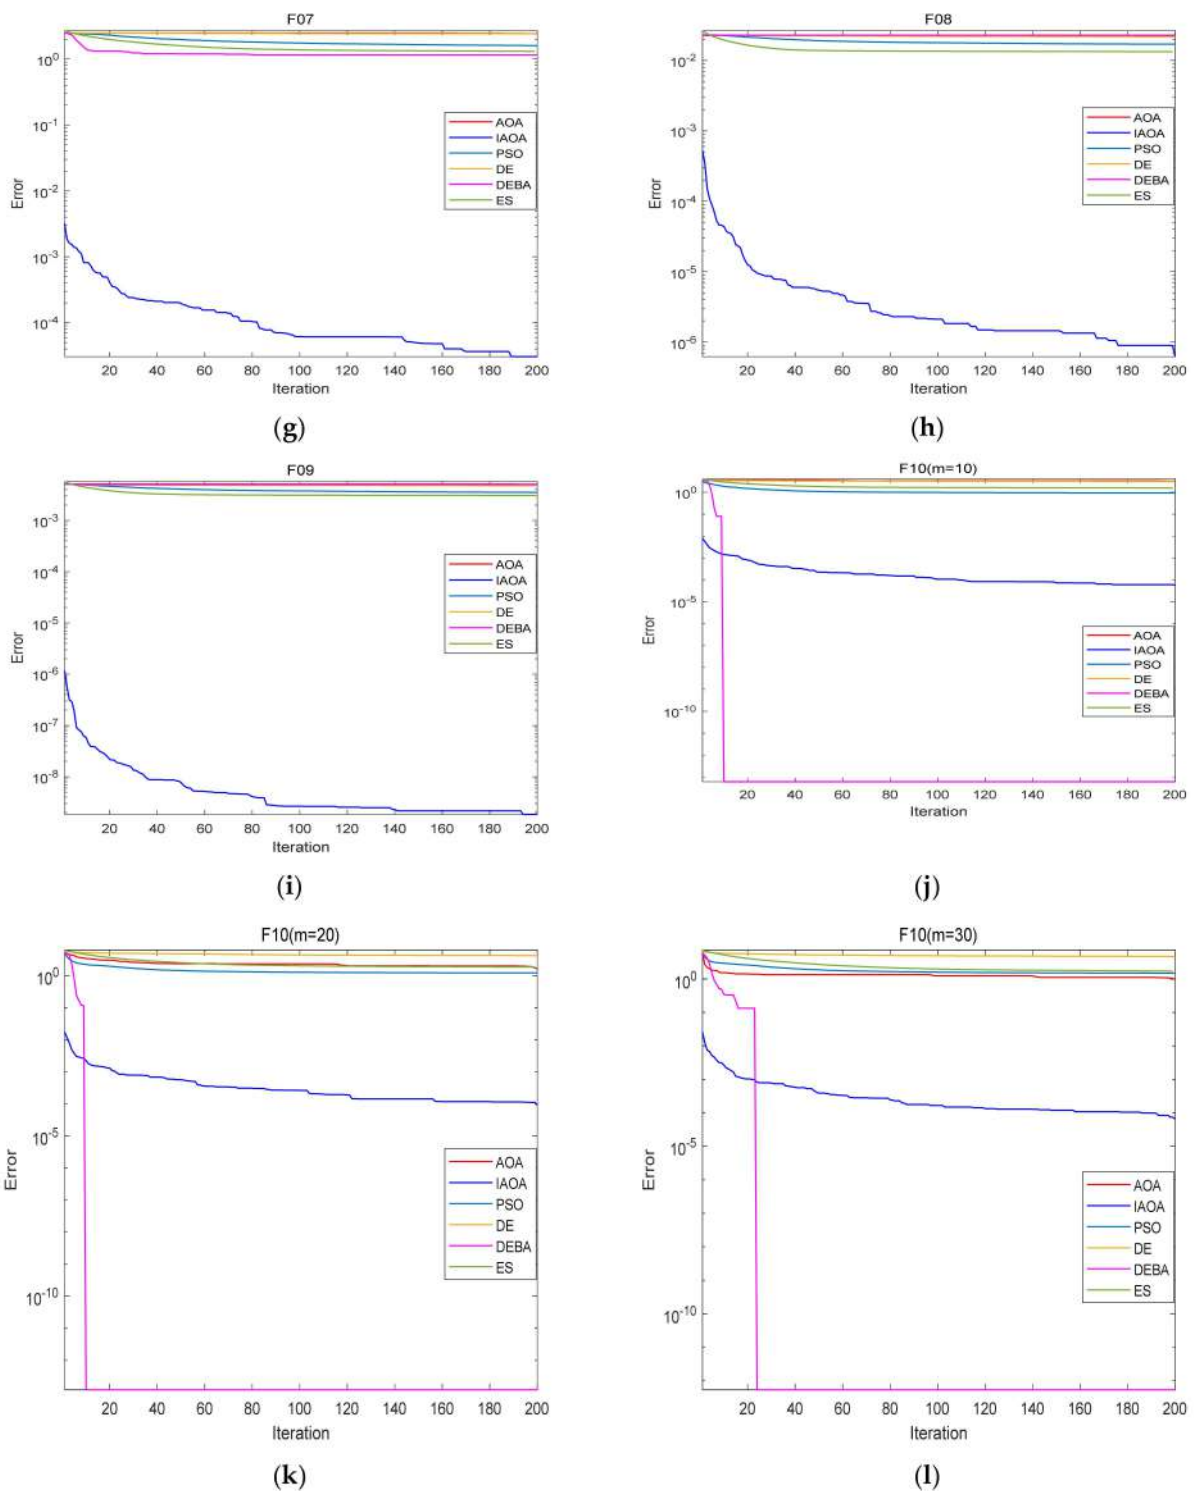 F07
10^0
10^-1
10^-2
10^-3
10^-4
Error
AOA
IAOA
PSO
DE
DEBA
ES
20 40 60 80 100 120 140 160 180 200
Iteration
(g)
F08
10^-2
10^-3
10^-4
10^-5
10^-6
Error
AOA
IAOA
PSO
DE
DEBA
ES
20 40 60 80 100 120 140 160 180 200
Iteration
(h)
F09
10^-3
10^-4
10^-5
10^-6
10^-7
10^-8
Error
AOA
IAOA
PSO
DE
DEBA
ES
20 40 60 80 100 120 140 160 180 200
Iteration
(i)
F10(m=10)
10^0
10^-5
10^-10
Error
AOA
IAOA
PSO
DE
DEBA
ES
20 40 60 80 100 120 140 160 180 200
Iteration
(j)
F10(m=20)
10^0
10^-5
10^-10
Error
AOA
IAOA
PSO
DE
DEBA
ES
20 40 60 80 100 120 140 160 180 200
Iteration
(k)
F10(m=30)
10^0
10^-5
10^-10
Error
AOA
IAOA
PSO
DE
DEBA
ES
20 40 60 80 100 120 140 160 180 200
Iteration
(l)